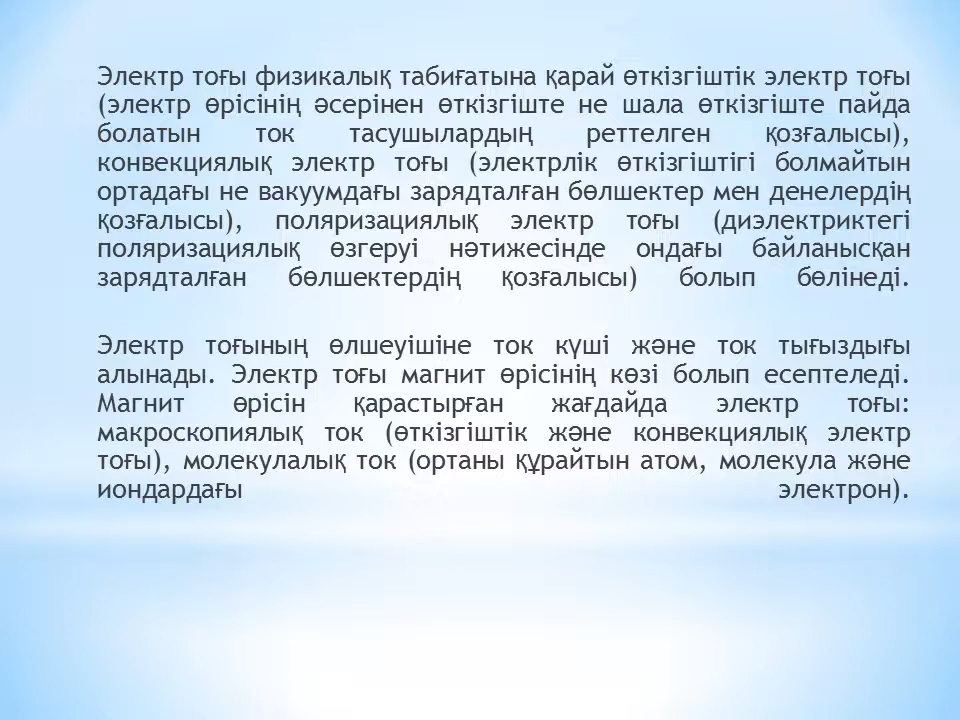 Электр тоғы физикалық табиғатына қарай өткізгіштік электр тоғы
(электр өрісінің әсерінен өткізгіште не шала өткізгіште пайда
болатын ток тасушылардың реттелген қозғалысы),
конвекциялық электр тоғы (электрлік өткізгіштігі болмайтын
ортадағы не вакуумдағы зарядталған бөлшектер мен денелердің
қозғалысы), поляризациялық электр тоғы (диэлектриктегі
поляризациялық өзгеруі нәтижесінде ондағы байланысқан
зарядталған бөлшектердің қозғалысы) болып бөлінеді.
Электр тоғының өлшеуішіне ток күші және ток тығыздығы
алынады. Электр тоғы магнит өрісінің көзі болып есептеледі.
Магнит өрісін қарастырған жағдайда электр тоғы:
макроскопиялық ток (өткізгіштік және конвекциялық электр
тоғы), молекулалық ток (ортаны құрайтын атом, молекула және
иондардағы электрон).